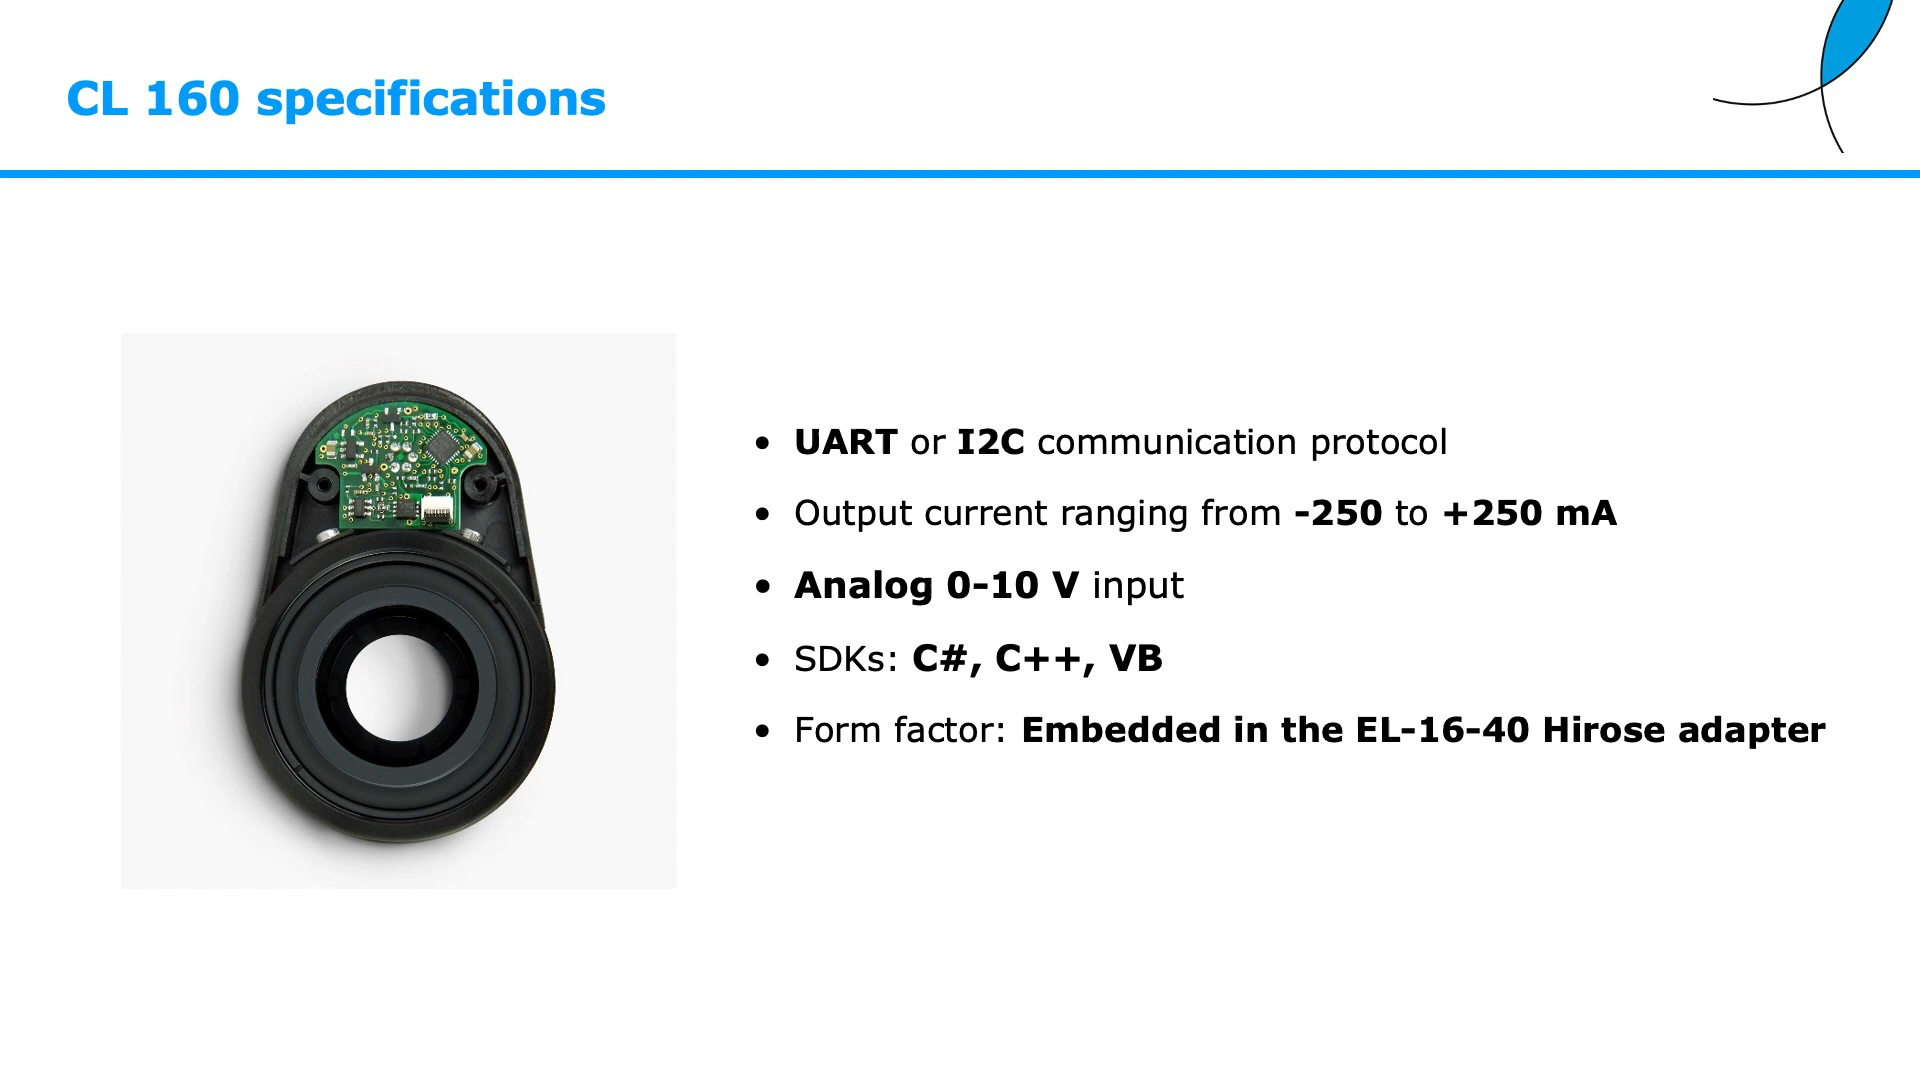 CL 160 specifications
• UART or I2C communication protocol
• Output current ranging from -250 to +250 mA
• Analog 0-10 V input
• SDKs: C#, C++, VB
• Form factor: Embedded in the EL-16-40 Hirose adapter